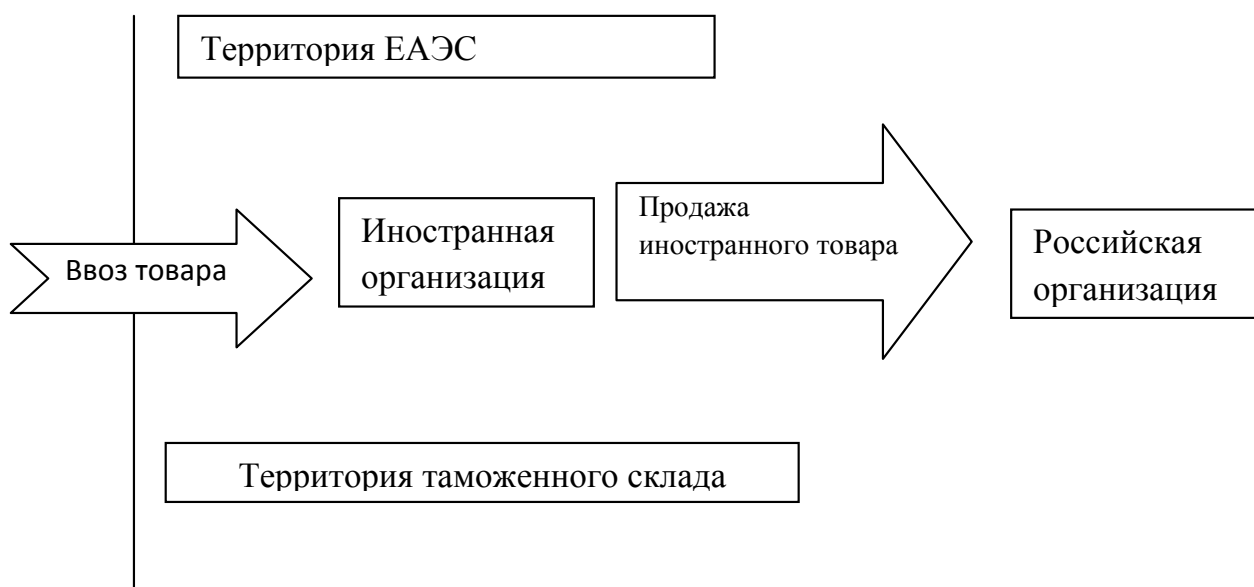 Территория ЕАЭС
Ввоз товара
Иностранная
организация
Продажа
иностранного товара
Российская
организация
Территория таможенного склада